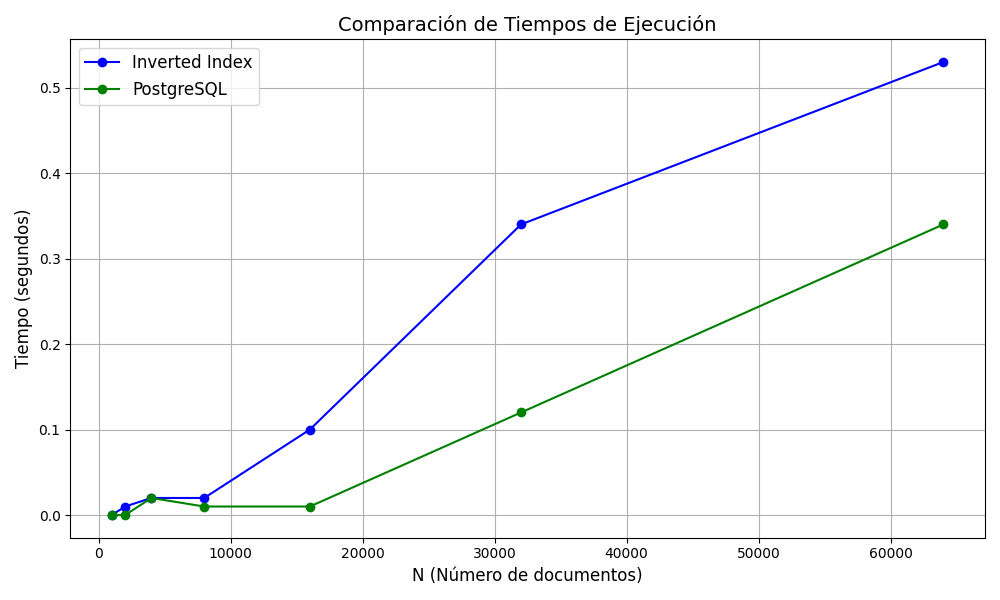 Comparación de Tiempos de Ejecución
Inverted Index
PostgreSQL
0.5
0.4
0.3
0.2
0.1
0.0
Tiempo (segundos)
0 10000 20000 30000 40000 50000 60000
N (Número de documentos)